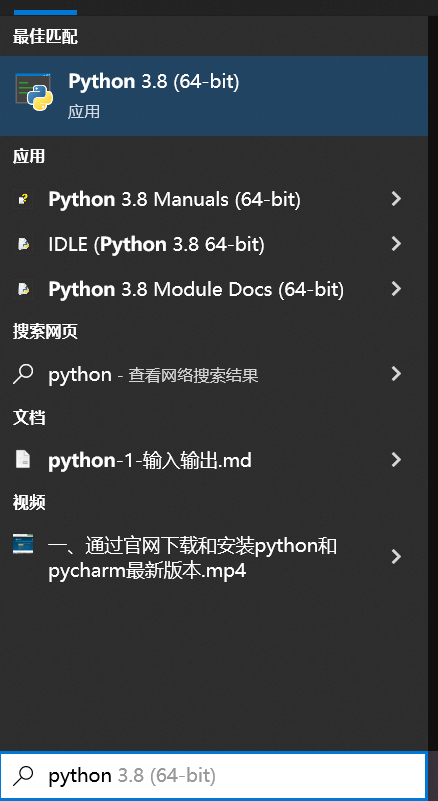 最佳匹配
Python 3.8 (64-bit)
应用
应用
Python 3.8 Manuals (64-bit)
IDLE (Python 3.8 64-bit)
Python 3.8 Module Docs (64-bit)
搜索网页
python - 查看网络搜索结果
文档
python-1-输入输出.md
视频
一、通过官网下载和安装python和
pycharm最新版本.mp4
python 3.8 (64-bit)